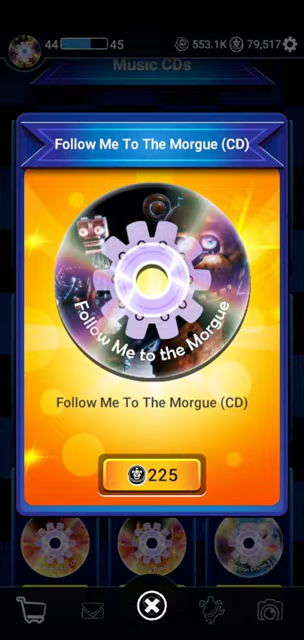 44
45
553.1K
79,517
Music CDs
Follow Me To The Morgue (CD)
Follow Me to the Morgue
Follow Me To The Morgue (CD)
225